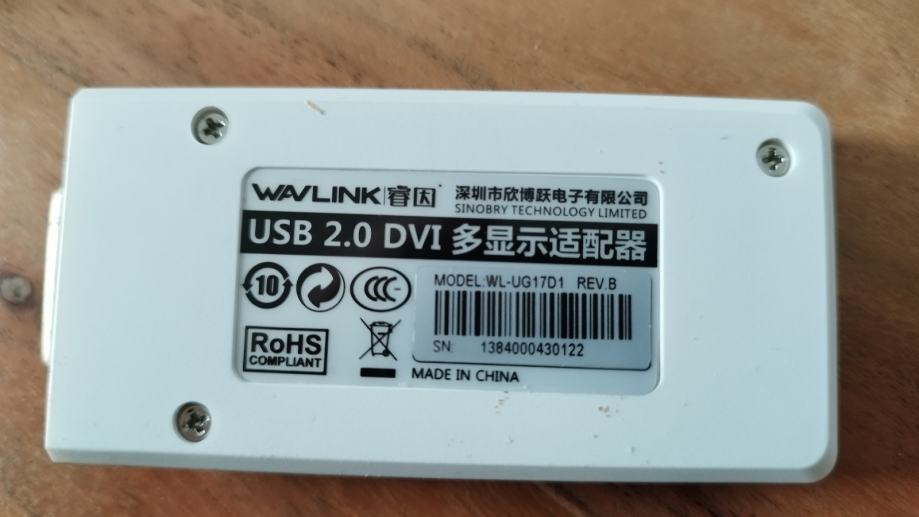 WAVLINK 睿因 深圳市欣博跃电子有限公司
SINOBRY TECHNOLOGY LIMITED
USB 2.0 DVI 多显示适配器
10 CCC MODEL:WL-UG17D1 REV.B
SN: 1384000430122
RoHS
COMPLIANT
MADE IN CHINA